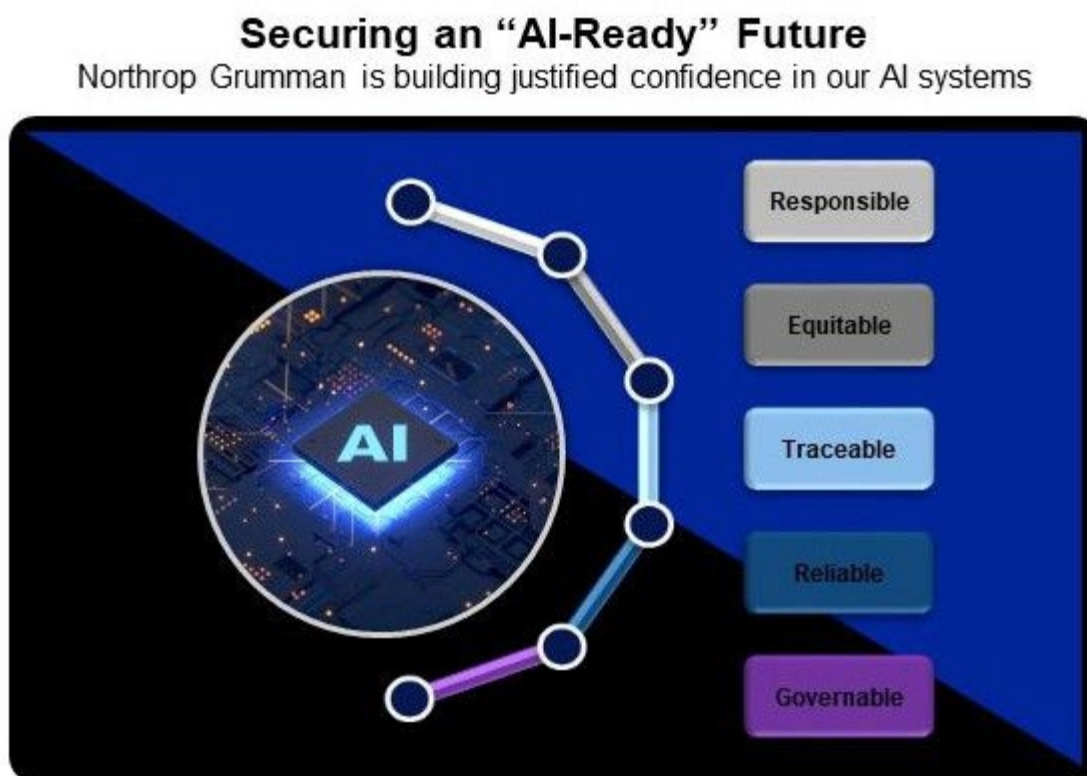 Securing an “AI-Ready” Future
Northrop Grumman is building justified confidence in our AI systems
Responsible
Equitable
AI
Traceable
Reliable
Governable